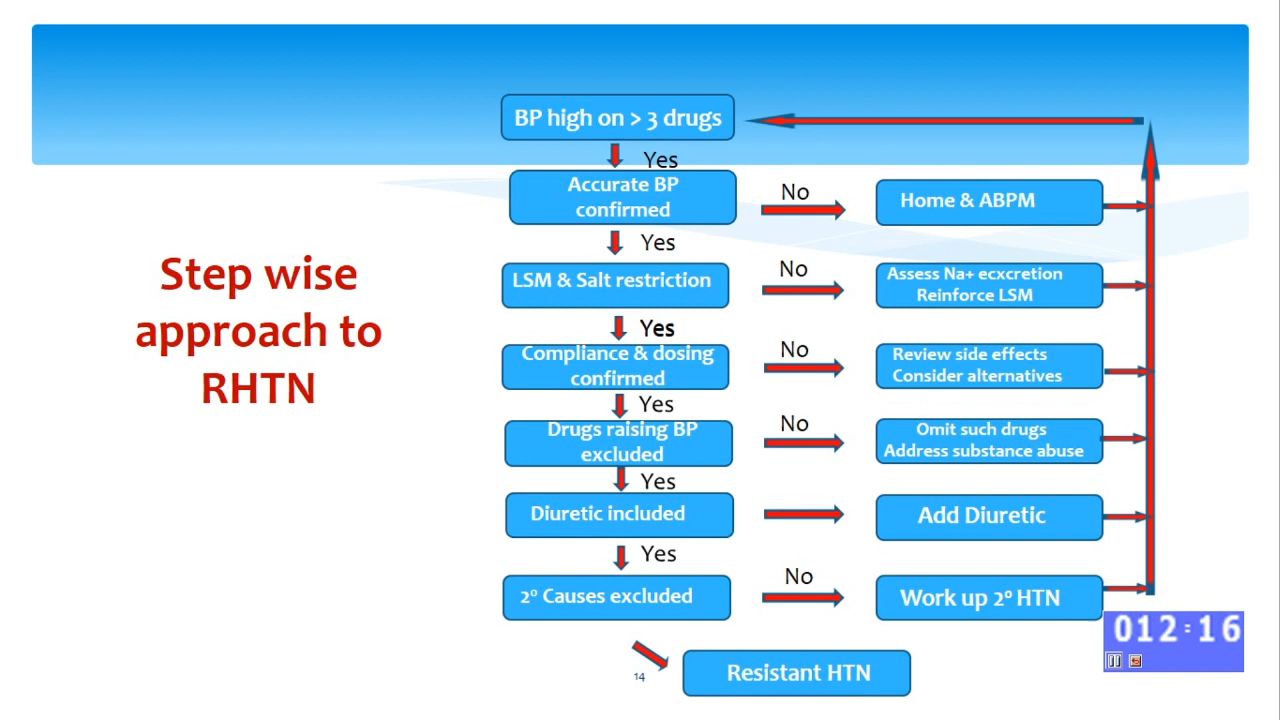 BP high on > 3 drugs
Yes
Accurate BP
confirmed
No
Home & ABPM
Yes
LSM & Salt restriction
No
Assess Na+ ecxcretion
Reinforce LSM
Step wise
approach to
RHTN
Yes
Compliance & dosing
confirmed
No
Review side effects
Consider alternatives
Yes
Drugs raising BP
excluded
No
Omit such drugs
Address substance abuse
Yes
Diuretic included
Add Diuretic
Yes
2º Causes excluded
No
Work up 2º HTN
012:16
14
Resistant HTN